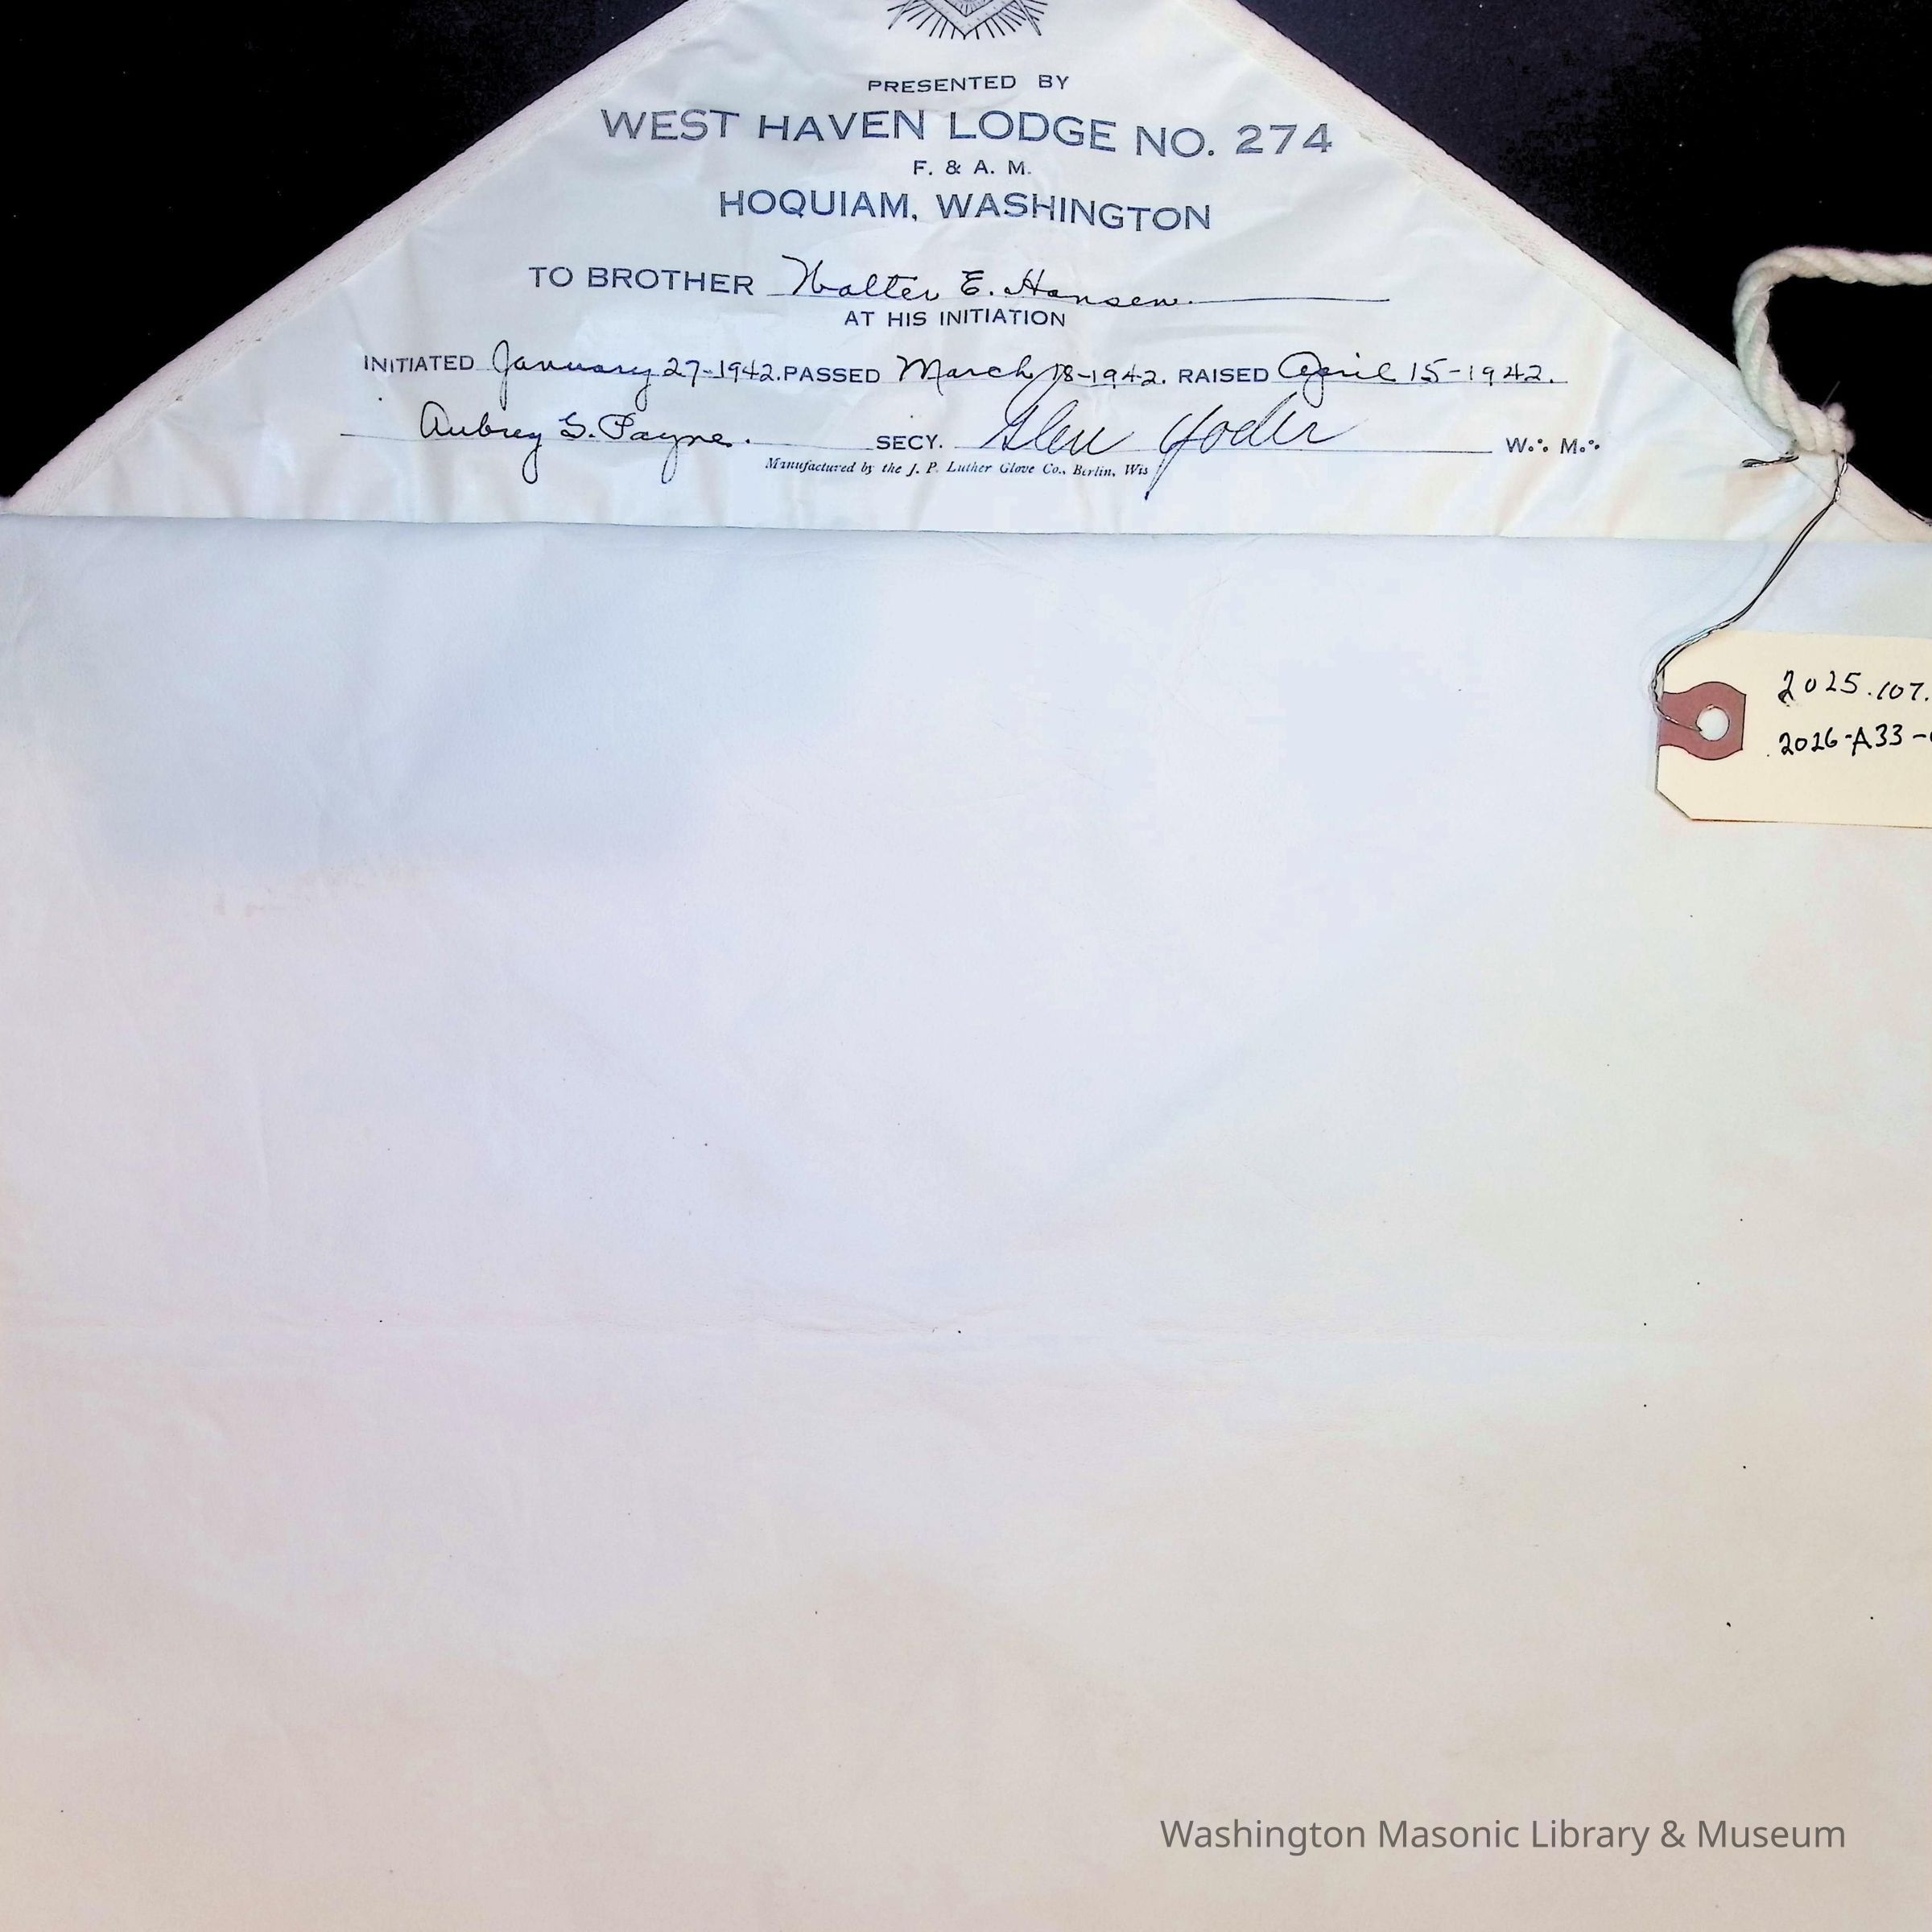 PRESENTED BY
WEST HAVEN LODGE NO. 274
F. & A. M.
HOQUIAM, WASHINGTON
TO BROTHER Walter E. Hansen.
AT HIS INITIATION
INITIATED January 27-1942. PASSED March 18-1942. RAISED April 15-1942.
Aubrey G. Payne. SECY. Glen Yoder W∴ M∴
Manufactured by the J. P. Luther Glove Co., Berlin, Wis
2025.107.
2026-A33-
Washington Masonic Library & Museum